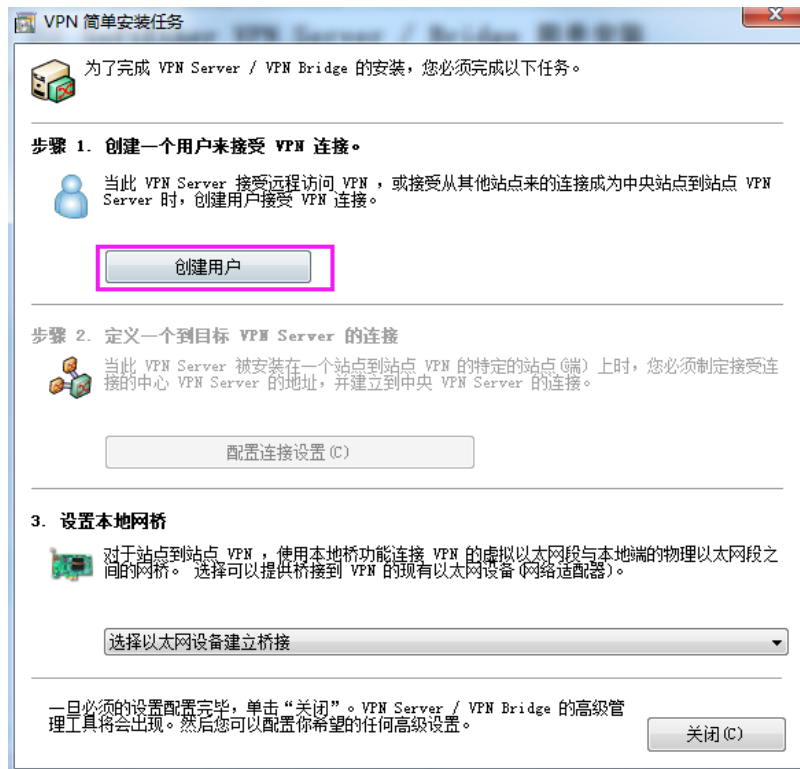 VPN 简单安装任务
为了完成 VPN Server / VPN Bridge 的安装，您必须完成以下任务。
步骤 1. 创建一个用户来接受 VPN 连接。
当此 VPN Server 接受远程访问 VPN ，或接受从其他站点来的连接成为中央站点到站点 VPN
Server 时，创建用户接受 VPN 连接。
创建用户
步骤 2. 定义一个到目标 VPN Server 的连接
当此 VPN Server 被安装在一个站点到站点 VPN 的特定的站点(端) 上时，您必须制定接受连
接的中心 VPN Server 的地址，并建立到中央 VPN Server 的连接。
配置连接设置(C)
3. 设置本地网桥
对于站点到站点 VPN ，使用本地桥功能连接 VPN 的虚拟以太网段与本地端的物理以太网段之
间的网桥。 选择可以提供桥接到 VPN 的现有以太网设备(网络适配器)。
选择以太网设备建立桥接
一旦必须的设置配置完毕，单击“关闭”。VPN Server / VPN Bridge 的高级管
理工具将会出现。然后您可以配置你希望的任何高级设置。
关闭(C)